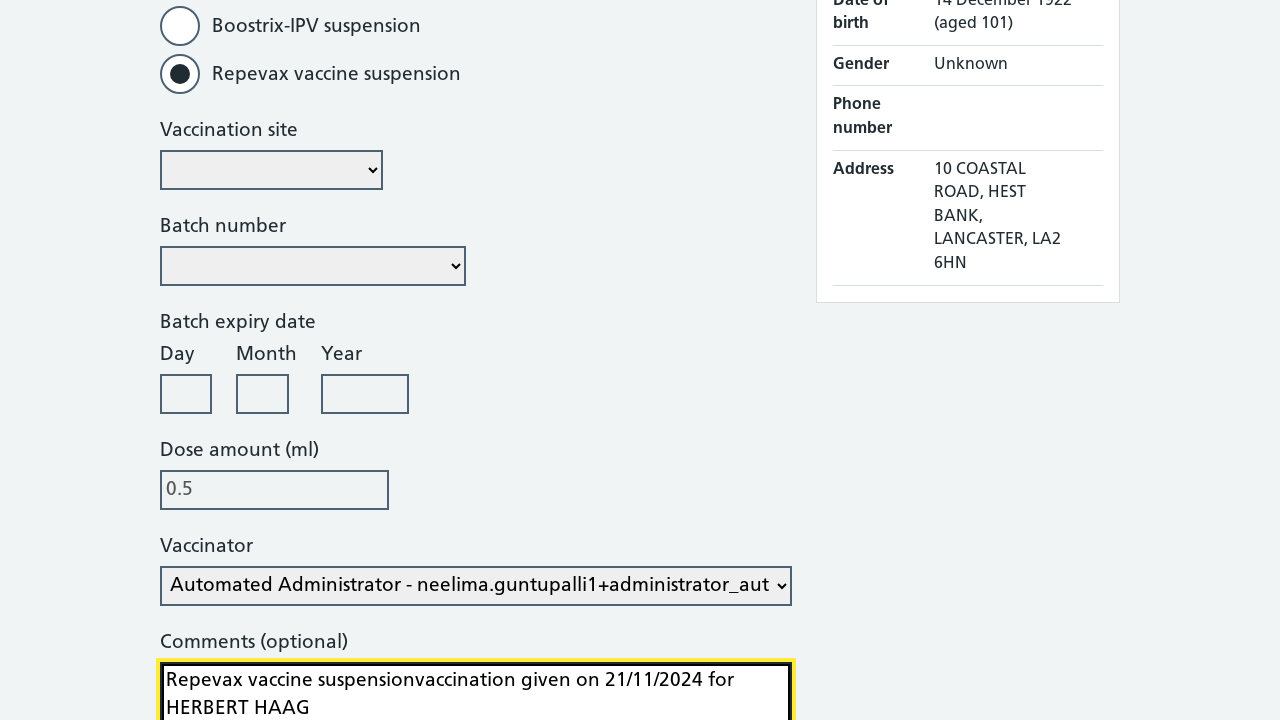 Boostrix-IPV suspension
Repevax vaccine suspension
Vaccination site
Batch number
Batch expiry date
Day Month Year
Dose amount (ml)
0.5
Vaccinator
Automated Administrator - neelima.guntupalli1+administrator_aut
Comments (optional)
Repevax vaccine suspensionvaccination given on 21/11/2024 for
HERBERT HAAG
Date of 14 December 1922
birth (aged 101)
Gender Unknown
Phone
number
Address 10 COASTAL
ROAD, HEST
BANK,
LANCASTER, LA2
6HN